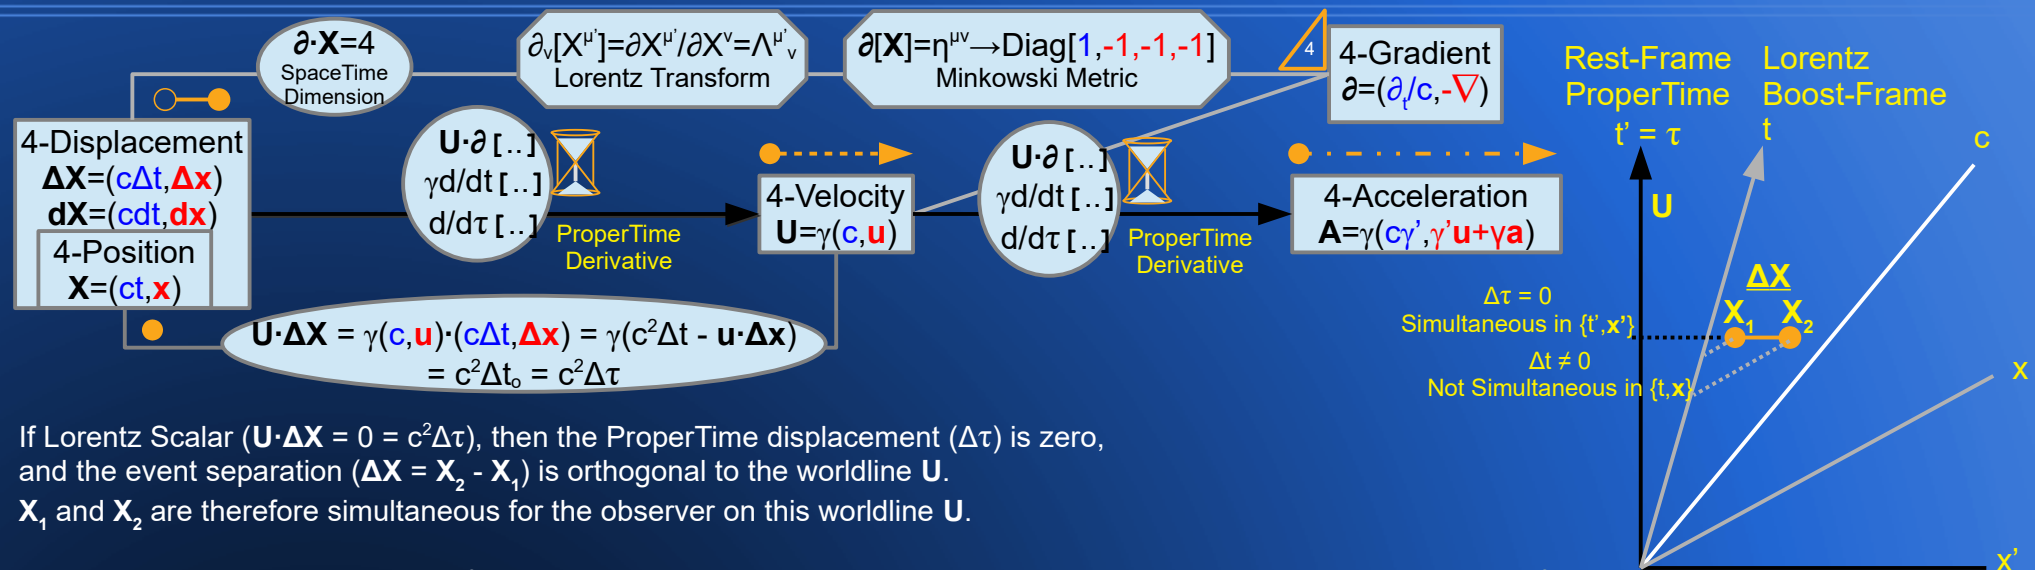 ∂·X=4
SpaceTime
Dimension
∂ᵥ[X^μ']=∂X^μ'/∂X^ν=Λ^μ'ᵥ
Lorentz Transform
∂[X]=η^μν→Diag[1,-1,-1,-1]
Minkowski Metric
4
4-Gradient
∂=(∂ₜ/c,-∇)
4-Displacement
ΔX=(cΔt,Δx)
dX=(cdt,dx)
4-Position
X=(ct,x)
U·∂[..]
γd/dt[..]
d/dτ[..]
ProperTime
Derivative
4-Velocity
U=γ(c,u)
U·∂[..]
γd/dt[..]
d/dτ[..]
ProperTime
Derivative
4-Acceleration
A=γ(cγ',γ'u+γa)
U·ΔX = γ(c,u)·(cΔt,Δx) = γ(c²Δt - u·Δx)
= c²Δtₒ = c²Δτ
If Lorentz Scalar (U·ΔX = 0 = c²Δτ), then the ProperTime displacement (Δτ) is zero,
and the event separation (ΔX = X₂ - X₁) is orthogonal to the worldline U.
X₁ and X₂ are therefore simultaneous for the observer on this worldline U.
Rest-Frame
ProperTime
t' = τ
Lorentz
Boost-Frame
t
c
U
ΔX
X₁ X₂
Δτ = 0
Simultaneous in {t',x'}
Δt ≠ 0
Not Simultaneous in {t,x}
x
x'